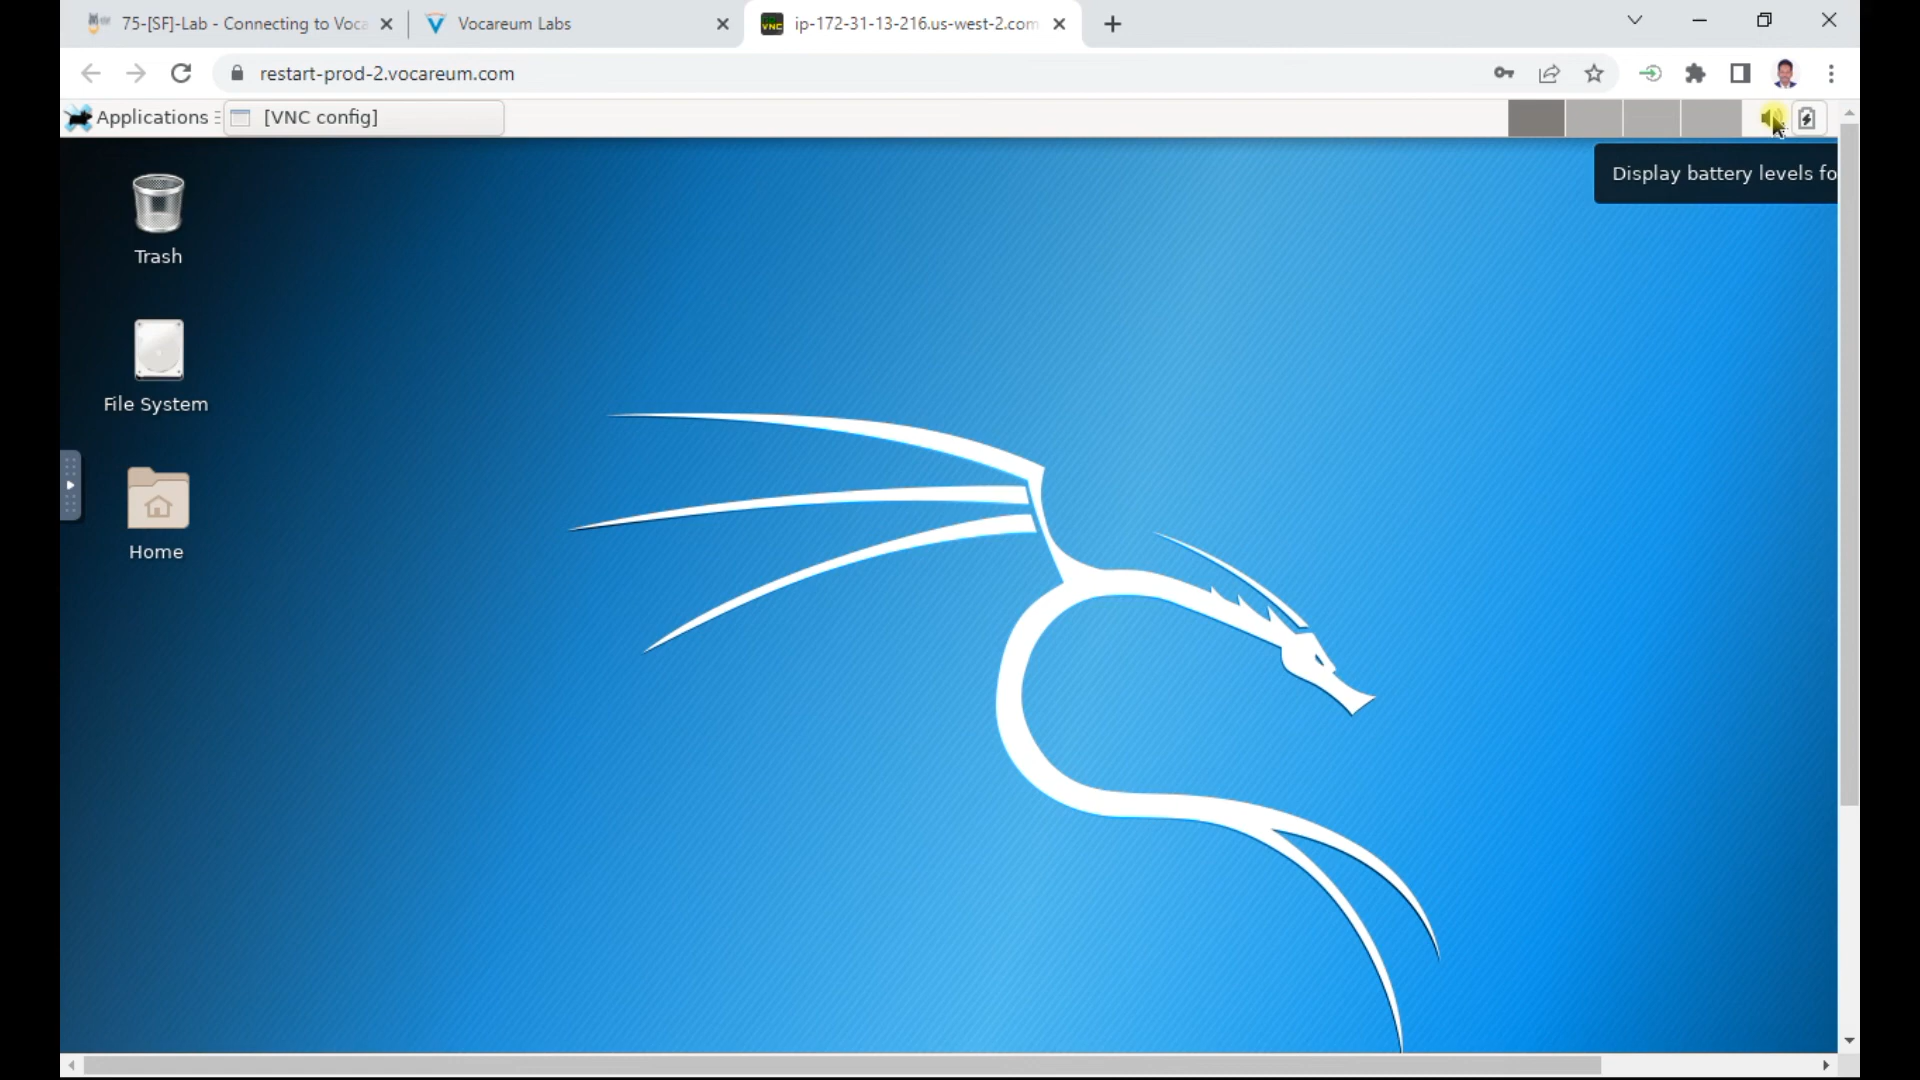 75-[SF]-Lab - Connecting to Voca
Vocareum Labs
ip-172-31-13-216.us-west-2.com
restart-prod-2.vocareum.com
Applications
[VNC config]
Display battery levels fo
Trash
File System
Home